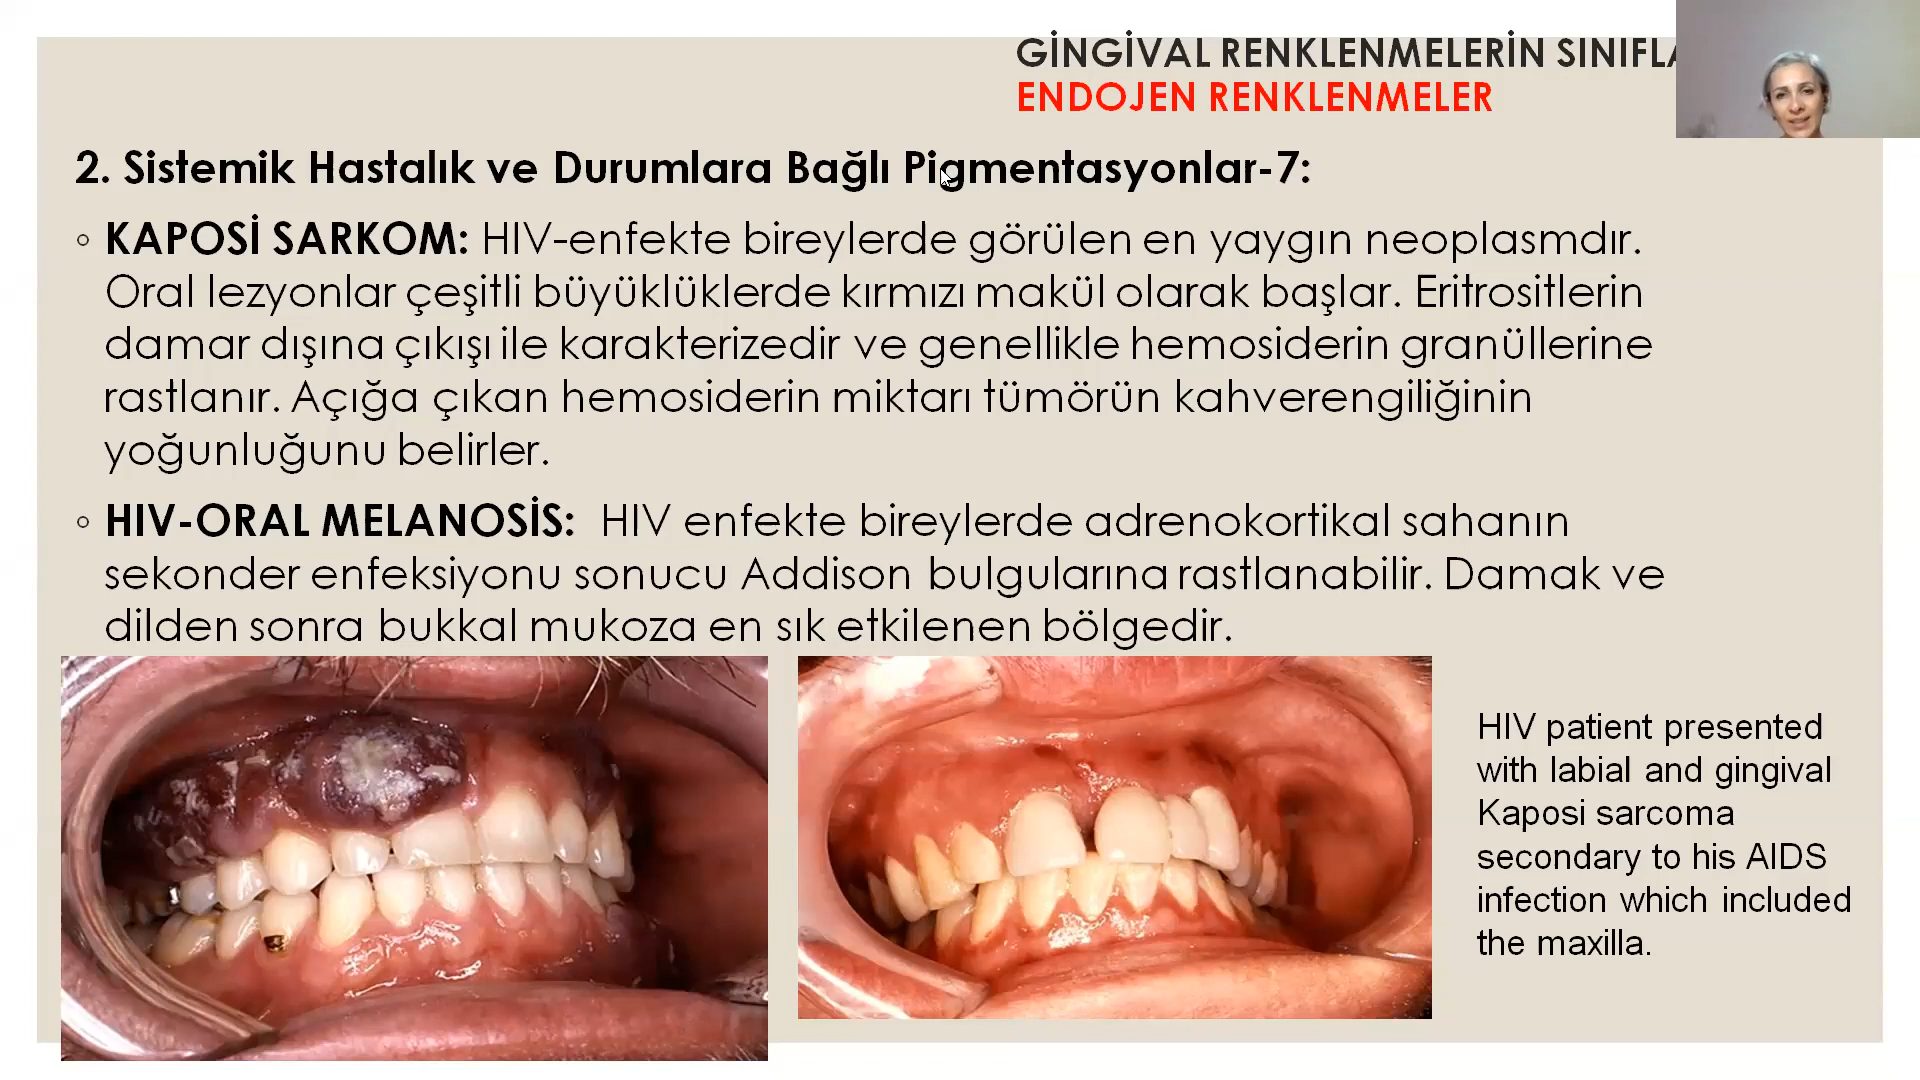 GİNGİVAL RENKLENMELERİN
ENDOJEN RENKLENMELER
2. Sistemik Hastalık ve Durumlara Bağlı Pigmentasyonlar-7:
◦ KAPOSİ SARKOM: HIV-enfekte bireylerde görülen en yaygın neoplasmdır.
Oral lezyonlar çeşitli büyüklüklerde kırmızı makül olarak başlar. Eritrositlerin
damar dışına çıkışı ile karakterizedir ve genellikle hemosiderin granüllerine
rastlanır. Açığa çıkan hemosiderin miktarı tümörün kahverengiliğinin
yoğunluğunu belirler.
◦ HIV-ORAL MELANOSİS: HIV enfekte bireylerde adrenokortikal sahanın
sekonder enfeksiyonu sonucu Addison bulgularına rastlanabilir. Damak ve
dilden sonra bukkal mukoza en sık etkilenen bölgedir.
HIV patient presented
with labial and gingival
Kaposi sarcoma
secondary to his AIDS
infection which included
the maxilla.